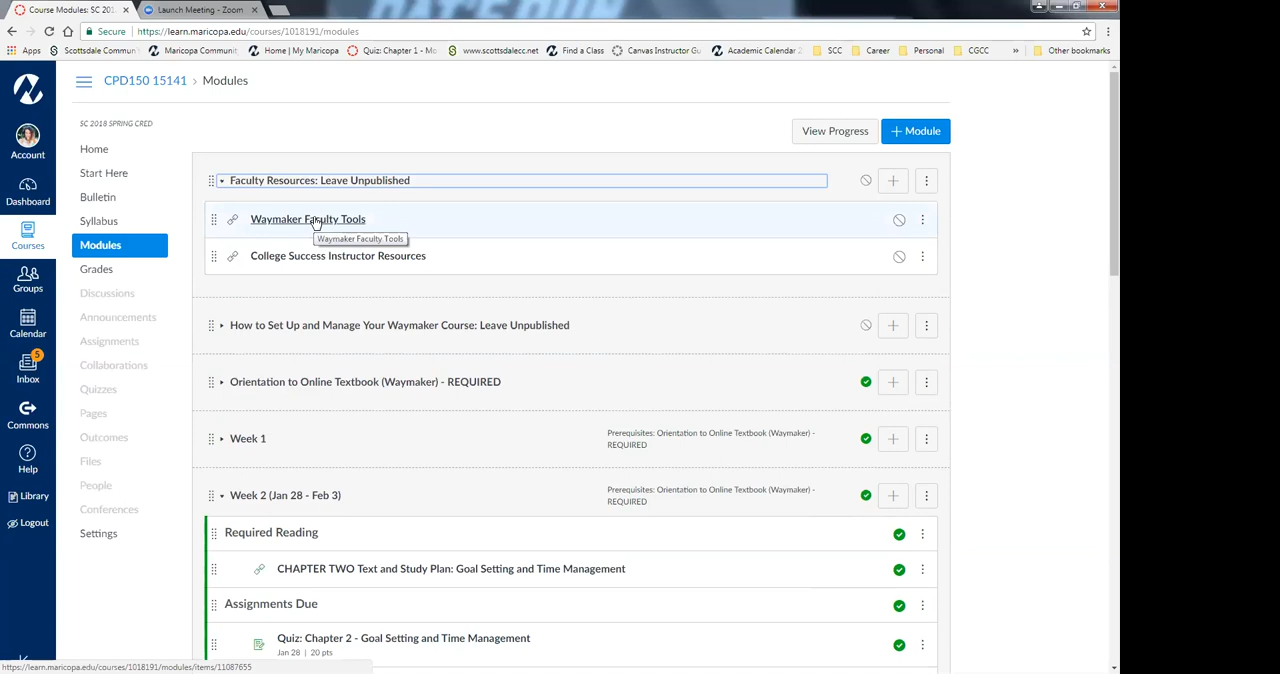 Course Modules: SC 201
Launch Meeting - Zoom
Secure
https://learn.maricopa.edu/courses/1018191/modules
Apps
Scottsdale Commun
Maricopa Communit
Home | My Maricopa
Quiz: Chapter 1 - Mo
www.scottsdalecc.net
Find a Class
Canvas Instructor Gu
Academic Calendar 2
SCC
Career
Personal
CGCC
»
Other bookmarks
CPD150 15141 › Modules
SC 2018 SPRING CRED
Account
Dashboard
Courses
Groups
Calendar
5
Inbox
Commons
Help
Library
Logout
Home
Start Here
Bulletin
Syllabus
Modules
Grades
Discussions
Announcements
Assignments
Collaborations
Quizzes
Pages
Outcomes
Files
People
Conferences
Settings
View Progress
+ Module
Faculty Resources: Leave Unpublished
Waymaker Faculty Tools
Waymaker Faculty Tools
College Success Instructor Resources
How to Set Up and Manage Your Waymaker Course: Leave Unpublished
Orientation to Online Textbook (Waymaker) - REQUIRED
Week 1
Prerequisites: Orientation to Online Textbook (Waymaker) -
REQUIRED
Week 2 (Jan 28 - Feb 3)
Prerequisites: Orientation to Online Textbook (Waymaker) -
REQUIRED
Required Reading
CHAPTER TWO Text and Study Plan: Goal Setting and Time Management
Assignments Due
Quiz: Chapter 2 - Goal Setting and Time Management
Jan 28 | 20 pts
https://learn.maricopa.edu/courses/1018191/modules/items/11087655